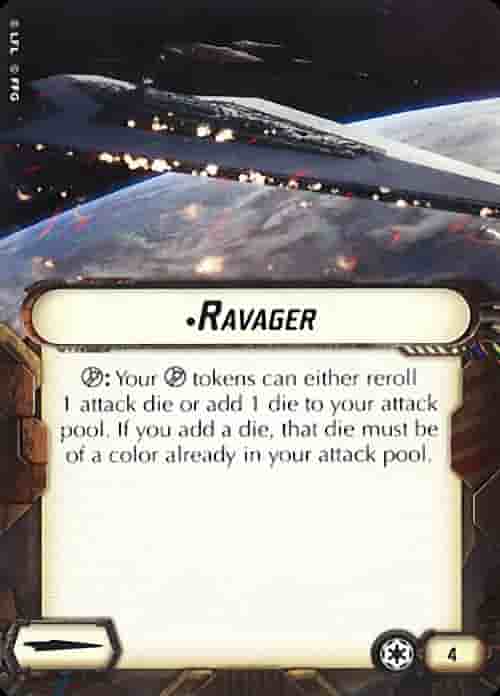 © LFL © FFG
•RAVAGER
: Your tokens can either reroll
1 attack die or add 1 die to your attack
pool. If you add a die, that die must be
of a color already in your attack pool.
4